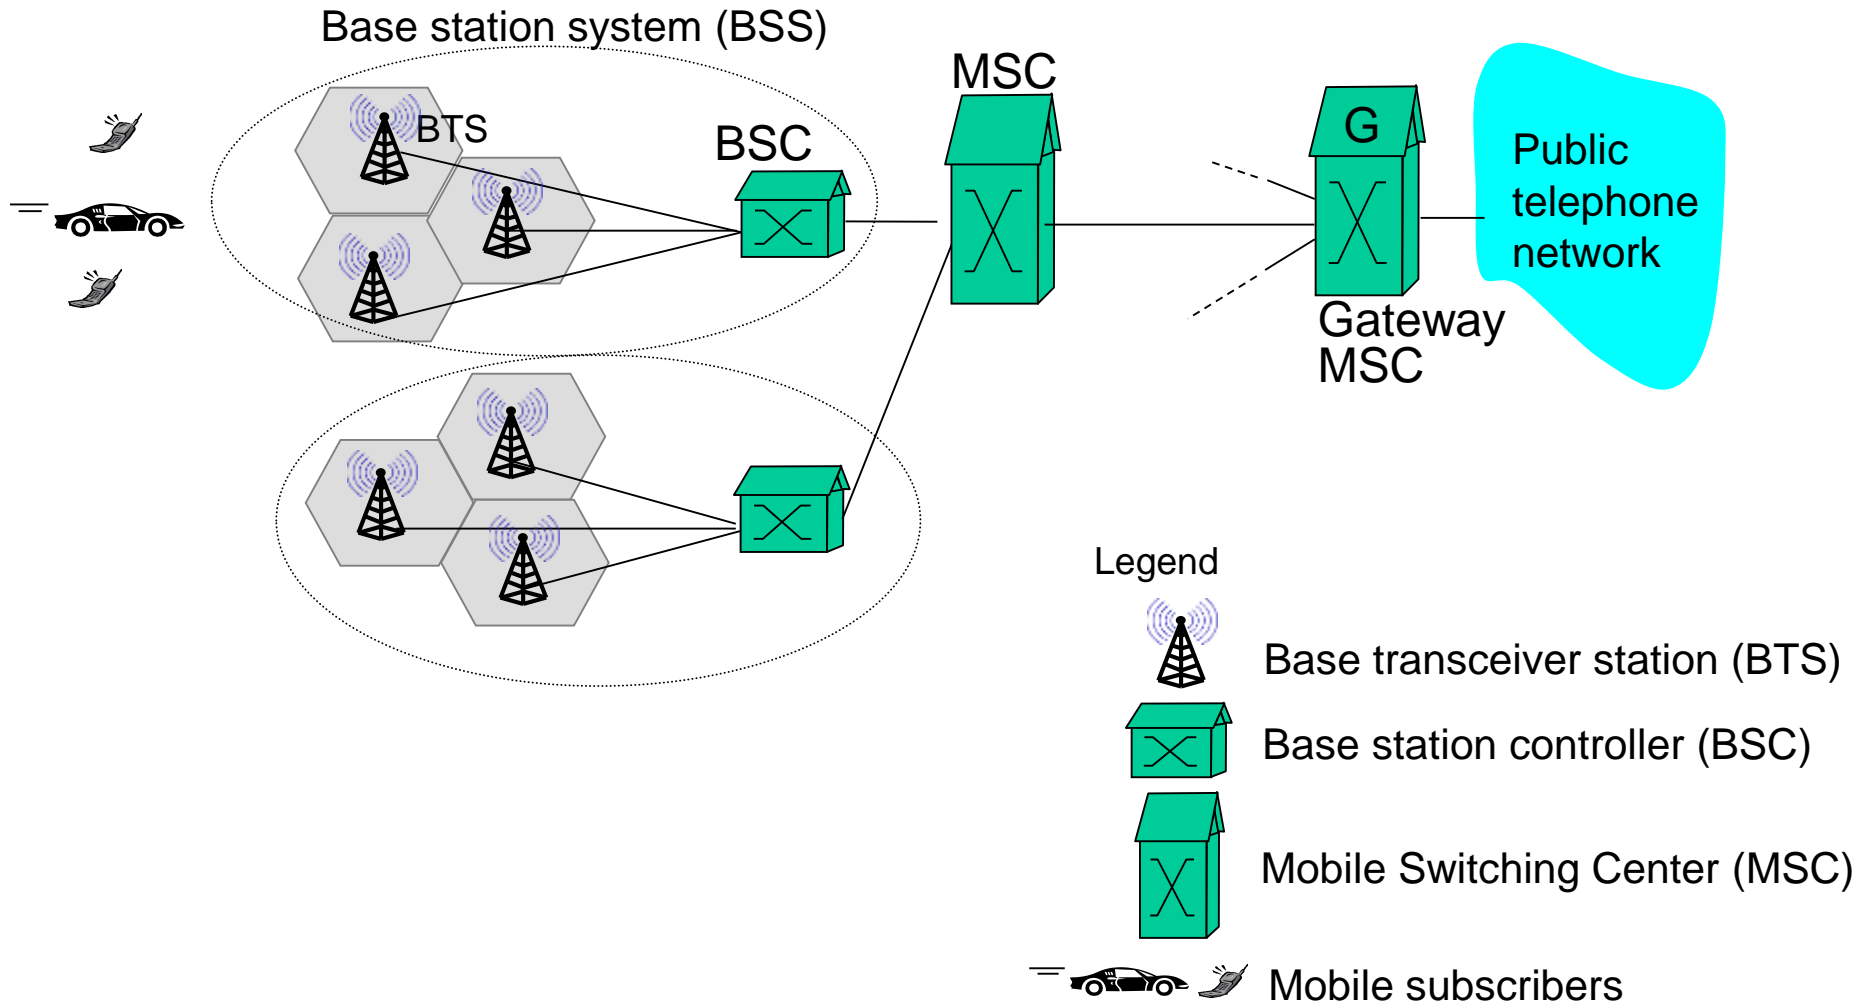 Base station system (BSS)
BTS
BSC
MSC
G
Gateway
MSC
Public
telephone
network
Legend
Base transceiver station (BTS)
Base station controller (BSC)
Mobile Switching Center (MSC)
Mobile subscribers